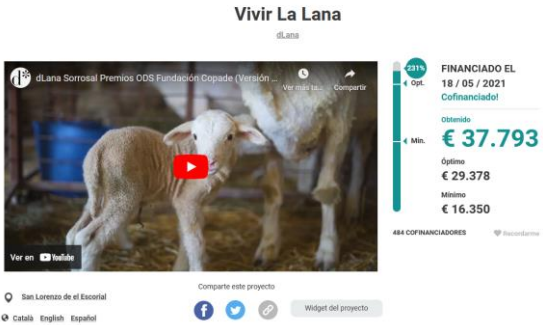 Vivir La Lana
dLana
d*
dLana Sorrosal Premios ODS Fundación Copade (Versión ...
Ver más ta...
Compartir
Ver en YouTube
231%
Opt.
Mín.
FINANCIADO EL
18 / 05 / 2021
Cofinanciado!
Obtenido
€ 37.793
Óptimo
€ 29.378
Mínimo
€ 16.350
484 COFINANCIADORES
Recordarme
San Lorenzo de el Escorial
Català English Español
Comparte este proyecto
Widget del proyecto